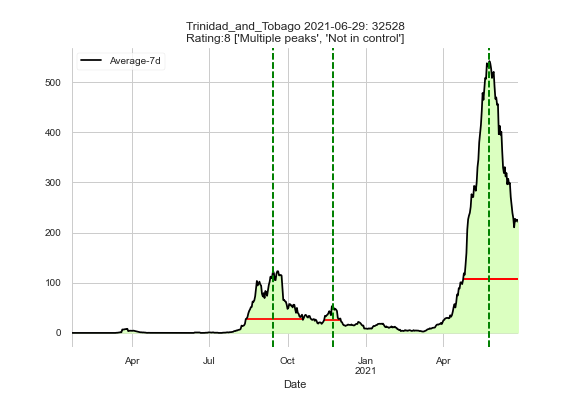 Trinidad_and_Tobago 2021-06-29: 32528
Rating:8 ['Multiple peaks', 'Not in control']
Average-7d
500
400
300
200
100
0
Apr Jul Oct Jan Apr
2021
Date